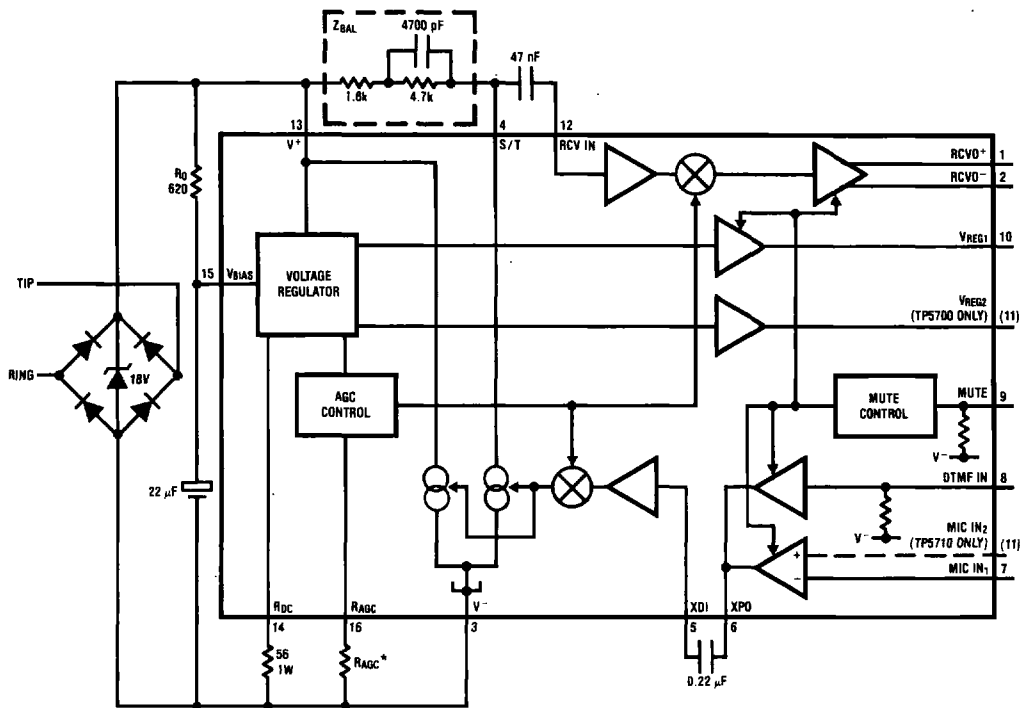 Z_BAL
4700 pF
1.6k
4.7k
47 nF
13
V+
4
S/T
12
RCV IN
RCVO+ 1
RCVO− 2
R_O
620
VREG1 10
15
VBIAS
VOLTAGE
REGULATOR
TIP
VREG2
(TP5700 ONLY)
(11)
RING
18V
AGC
CONTROL
MUTE
CONTROL
MUTE 9
V−
DTMF IN 8
22 µF
V−
MIC IN2
(TP5710 ONLY)
(11)
+
−
MIC IN1
7
RDC
14
RAGC
16
V−
3
XDI
5
XPO
6
56
1W
RAGC*
0.22 µF